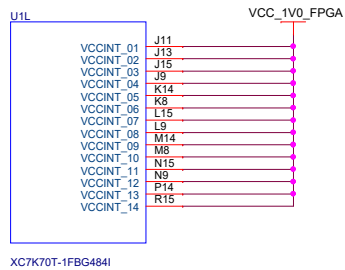 U1L VCC_1V0_FPGA
VCCINT_01 J11
VCCINT_02 J13
VCCINT_03 J15
VCCINT_04 J9
VCCINT_05 K14
VCCINT_06 K8
VCCINT_07 L15
VCCINT_08 L9
VCCINT_09 M14
VCCINT_10 M8
VCCINT_11 N15
VCCINT_12 N9
VCCINT_13 P14
VCCINT_14 R15
XC7K70T-1FBG484I